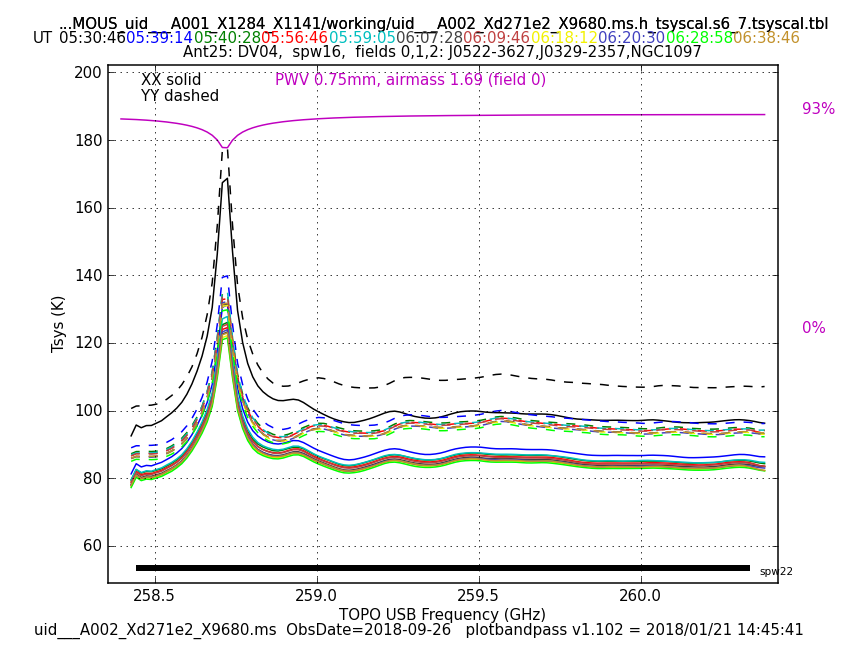 ...MOUS_uid___A001_X1284_X1141/working/uid___A002_Xd271e2_X9680.ms.h_tsyscal.s6_7.tsyscal.tbl
UT 05:30:46 05:39:14 05:40:28 05:56:46 05:59:05 06:07:28 06:09:46 06:18:12 06:20:30 06:28:58 06:38:46
Ant25: DV04, spw16, fields 0,1,2: J0522-3627,J0329-2357,NGC1097
XX solid
YY dashed
PWV 0.75mm, airmass 1.69 (field 0)
93%
0%
200
180
160
140
120
100
80
60
Tsys (K)
spw22
258.5 259.0 259.5 260.0
TOPO USB Frequency (GHz)
uid___A002_Xd271e2_X9680.ms ObsDate=2018-09-26 plotbandpass v1.102 = 2018/01/21 14:45:41